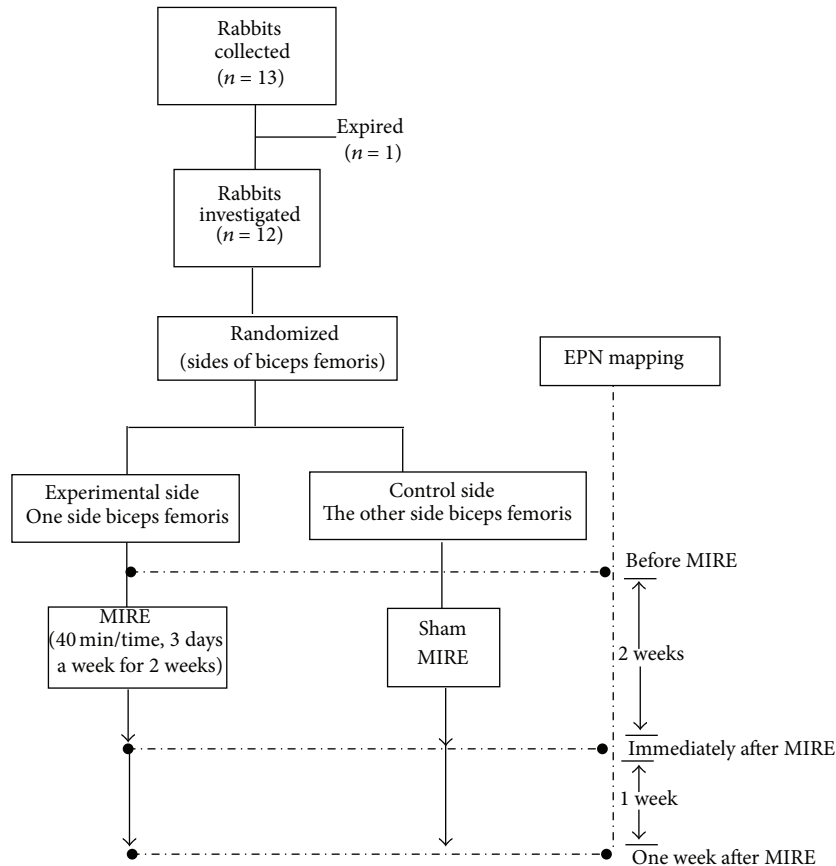 Rabbits
collected
(n = 13)
Expired
(n = 1)
Rabbits
investigated
(n = 12)
Randomized
(sides of biceps femoris)
EPN mapping
Experimental side
One side biceps femoris
Control side
The other side biceps femoris
Before MIRE
MIRE
(40 min/time, 3 days
a week for 2 weeks)
Sham
MIRE
2 weeks
Immediately after MIRE
1 week
One week after MIRE